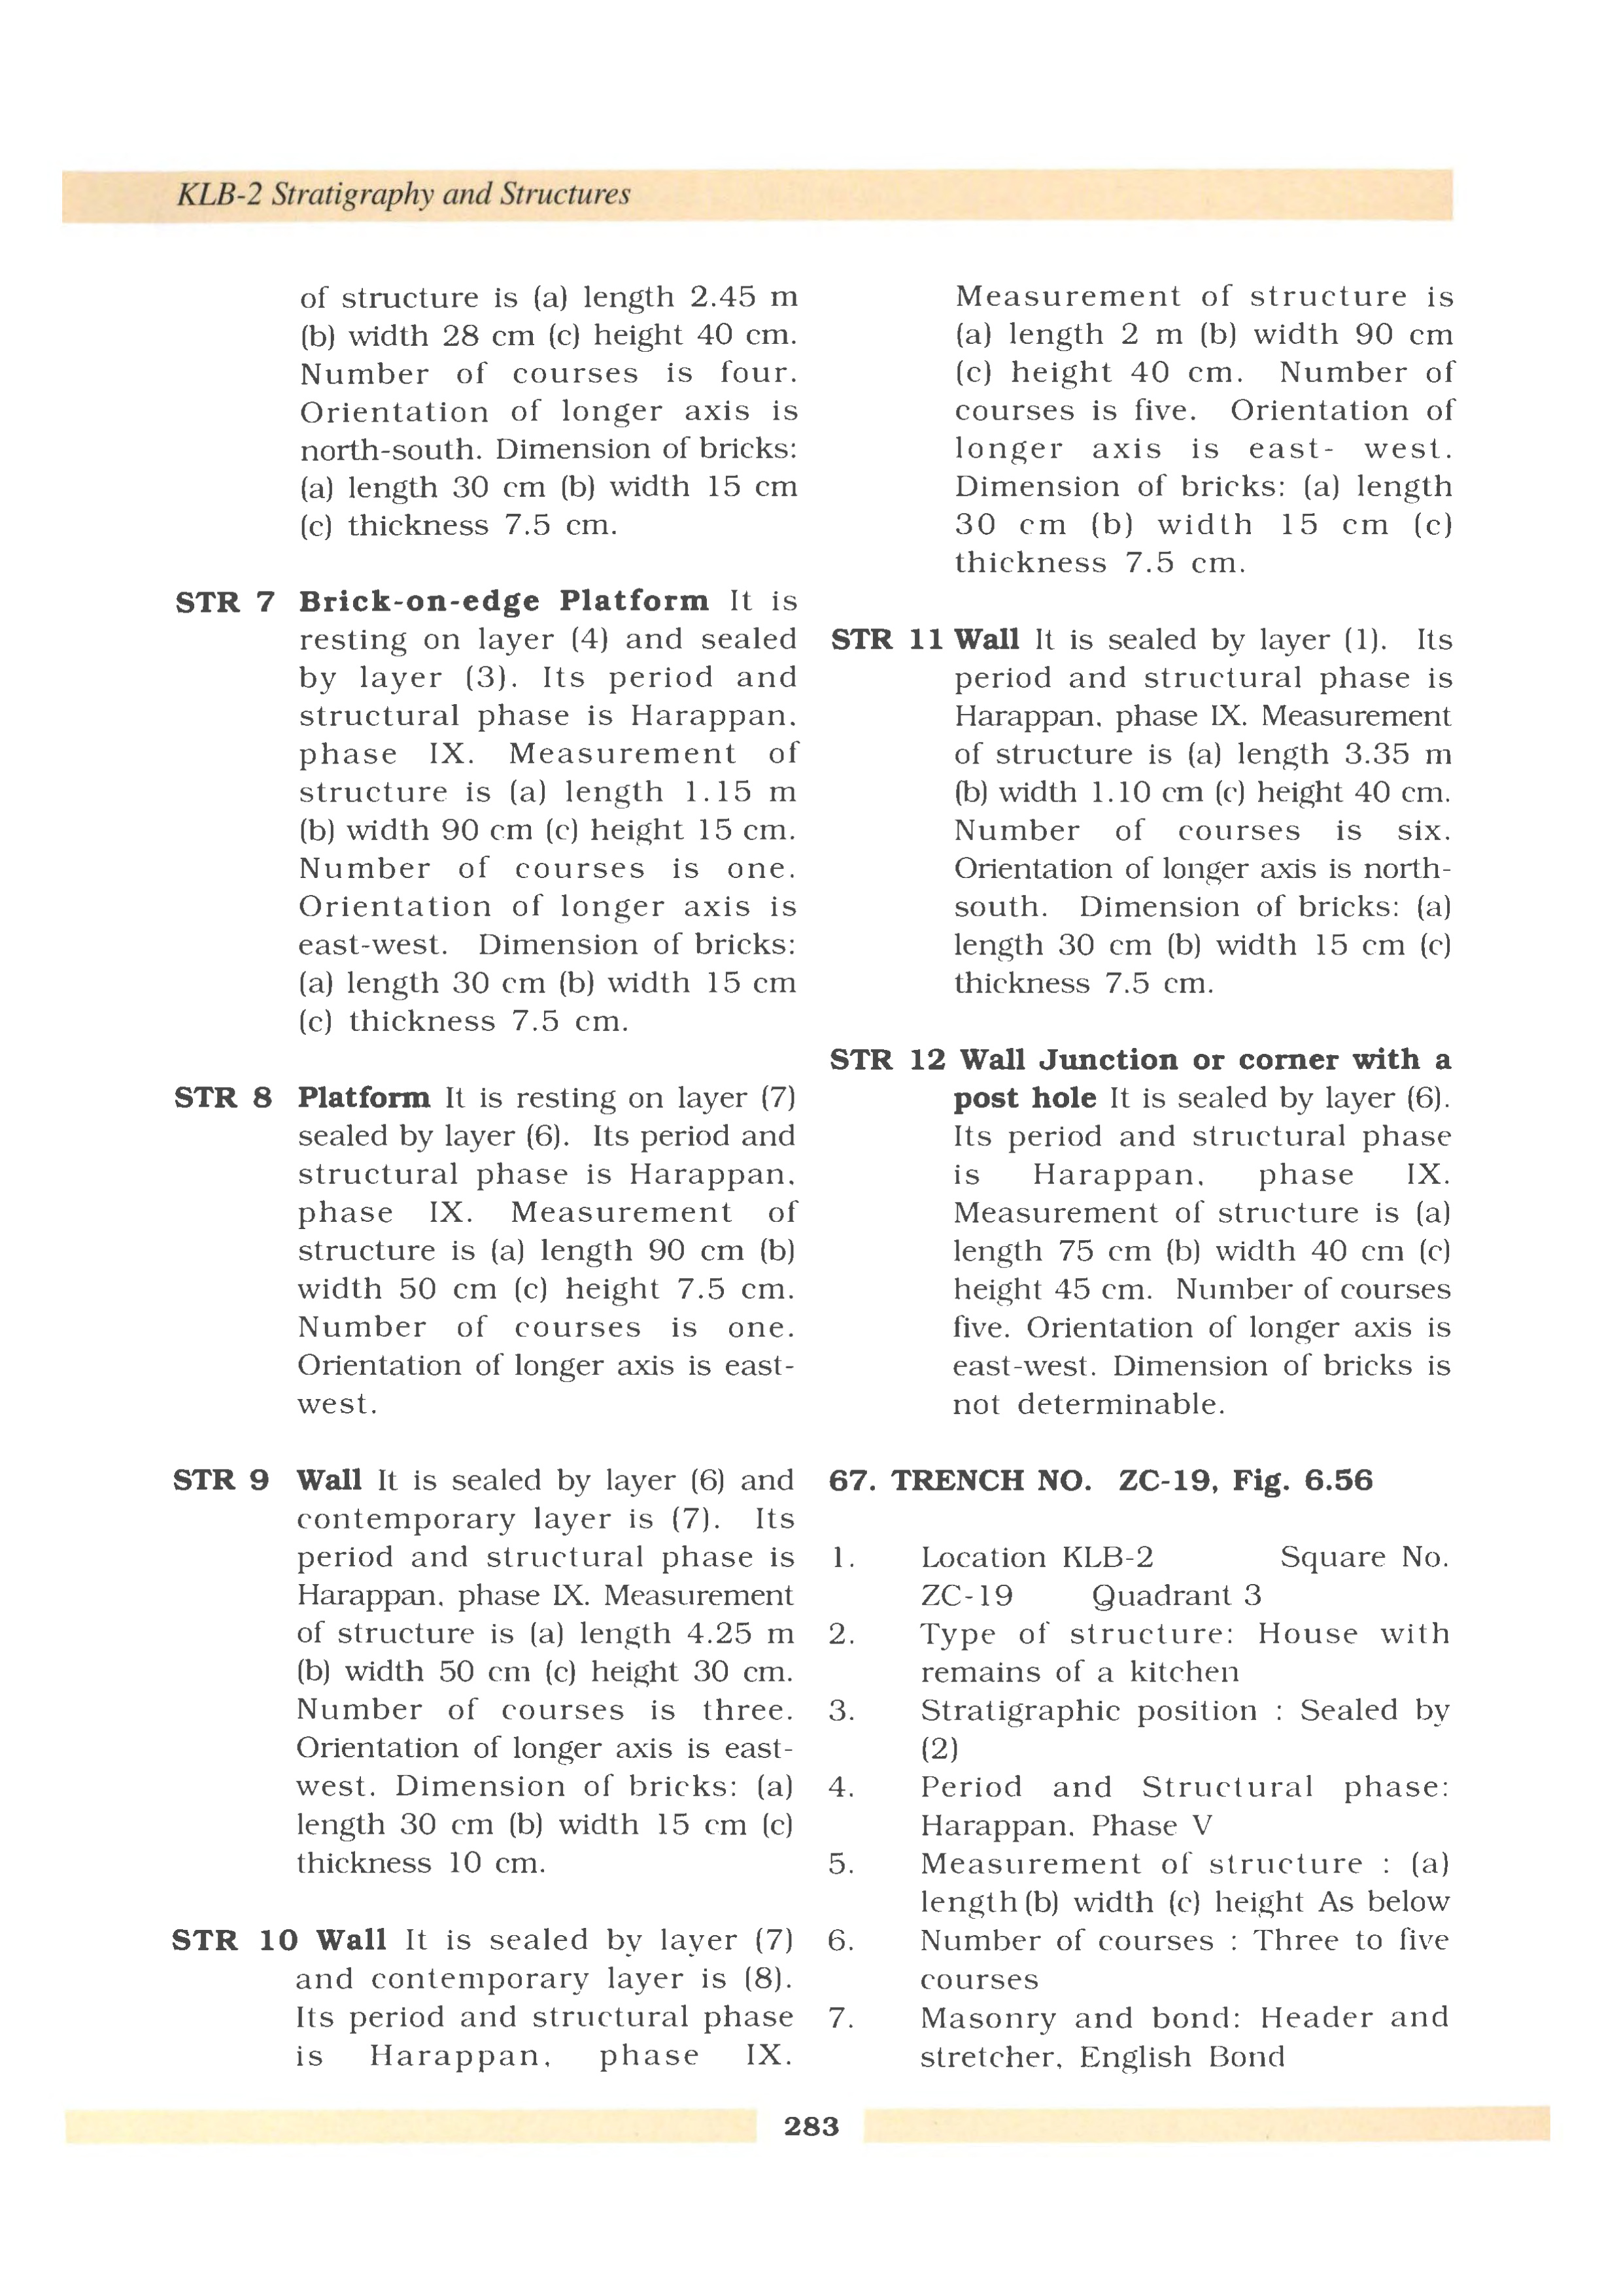 KLB-2 Stratigraphy and Structures
of structure is (a) length 2.45 m
(b) width 28 cm (c) height 40 cm.
Number of courses is four.
Orientation of longer axis is
north-south. Dimension of bricks:
(a) length 30 cm (b) width 15 cm
(c) thickness 7.5 cm.
STR 7 Brick-on-edge Platform It is
resting on layer (4) and sealed
by layer (3). Its period and
structural phase is Harappan,
phase IX. Measurement of
structure is (a) length 1.15 m
(b) width 90 cm (c) height 15 cm.
Number of courses is one.
Orientation of longer axis is
east-west. Dimension of bricks:
(a) length 30 cm (b) width 15 cm
(c) thickness 7.5 cm.
STR 8 Platform It is resting on layer (7)
sealed by layer (6). Its period and
structural phase is Harappan,
phase IX. Measurement of
structure is (a) length 90 cm (b)
width 50 cm (c) height 7.5 cm.
Number of courses is one.
Orientation of longer axis is east-
west.
STR 9 Wall It is sealed by layer (6) and
contemporary layer is (7). Its
period and structural phase is
Harappan, phase IX. Measurement
of structure is (a) length 4.25 m
(b) width 50 cm (c) height 30 cm.
Number of courses is three.
Orientation of longer axis is east-
west. Dimension of bricks: (a)
length 30 cm (b) width 15 cm (c)
thickness 10 cm.
STR 10 Wall It is sealed by layer (7)
and contemporary layer is (8).
Its period and structural phase
is Harappan, phase IX.
Measurement of structure is
(a) length 2 m (b) width 90 cm
(c) height 40 cm. Number of
courses is five. Orientation of
longer axis is east- west.
Dimension of bricks: (a) length
30 cm (b) width 15 cm (c)
thickness 7.5 cm.
STR 11 Wall It is sealed by layer (1). Its
period and structural phase is
Harappan, phase IX. Measurement
of structure is (a) length 3.35 m
(b) width 1.10 cm (c) height 40 cm.
Number of courses is six.
Orientation of longer axis is north-
south. Dimension of bricks: (a)
length 30 cm (b) width 15 cm (c)
thickness 7.5 cm.
STR 12 Wall Junction or corner with a
post hole It is sealed by layer (6).
Its period and structural phase
is Harappan, phase IX.
Measurement of structure is (a)
length 75 cm (b) width 40 cm (c)
height 45 cm. Number of courses
five. Orientation of longer axis is
east-west. Dimension of bricks is
not determinable.
67. TRENCH NO. ZC-19, Fig. 6.56
1. Location KLB-2 Square No.
ZC-19 Quadrant 3
2. Type of structure: House with
remains of a kitchen
3. Stratigraphic position : Sealed by
(2)
4. Period and Structural phase:
Harappan, Phase V
5. Measurement of structure : (a)
length (b) width (c) height As below
6. Number of courses : Three to five
courses
7. Masonry and bond: Header and
stretcher, English Bond
283